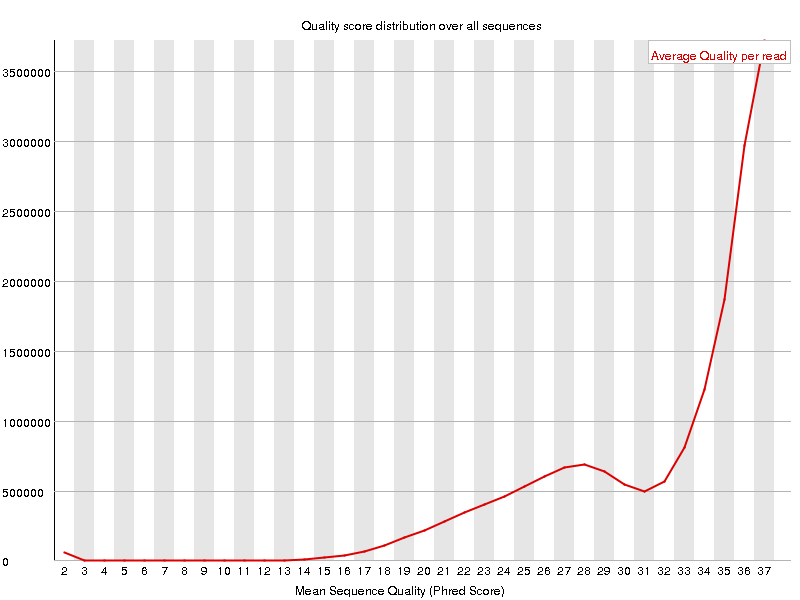 Quality score distribution over all sequences
Average Quality per read
3500000
3000000
2500000
2000000
1500000
1000000
500000
0
2 3 4 5 6 7 8 9 10 11 12 13 14 15 16 17 18 19 20 21 22 23 24 25 26 27 28 29 30 31 32 33 34 35 36 37
Mean Sequence Quality (Phred Score)